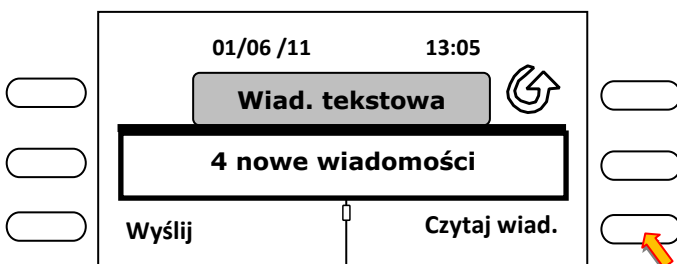 01/06 /11 13:05
Wiad. tekstowa
4 nowe wiadomości
Wyślij Czytaj wiad.